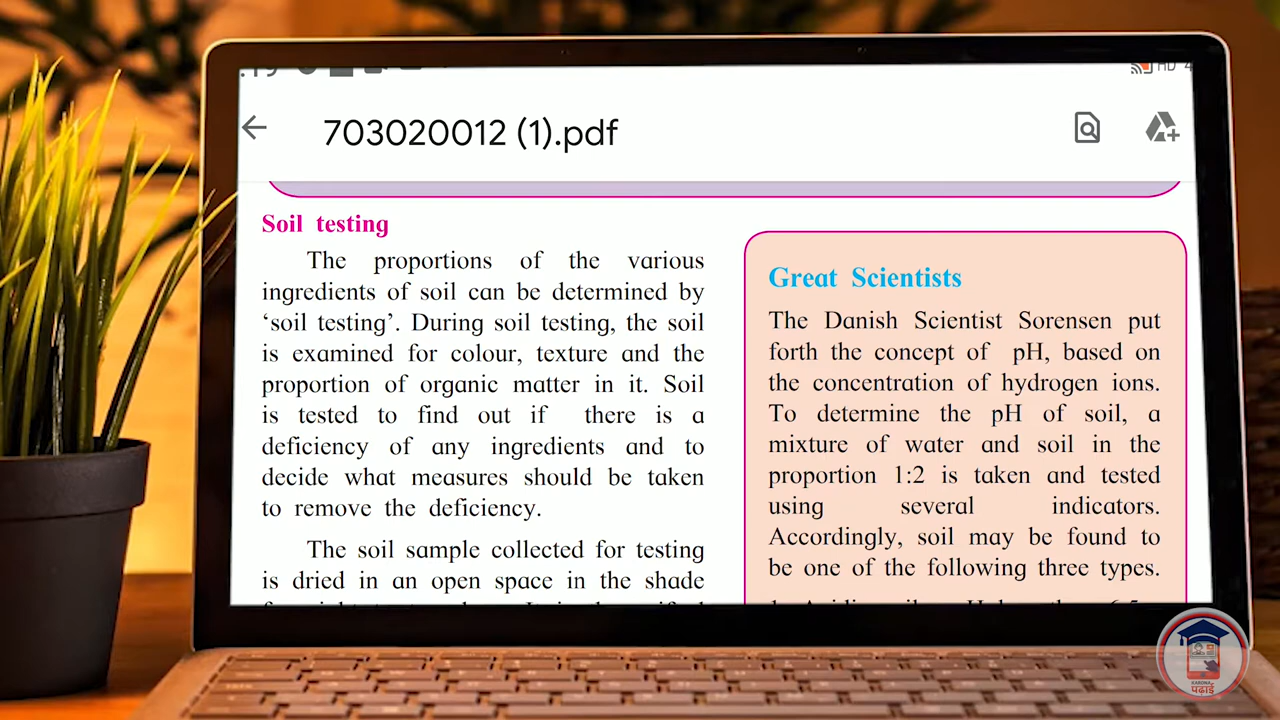 703020012 (1).pdf
Soil testing
The proportions of the various
ingredients of soil can be determined by
‘soil testing’. During soil testing, the soil
is examined for colour, texture and the
proportion of organic matter in it. Soil
is tested to find out if there is a
deficiency of any ingredients and to
decide what measures should be taken
to remove the deficiency.
The soil sample collected for testing
is dried in an open space in the shade
Great Scientists
The Danish Scientist Sorensen put
forth the concept of pH, based on
the concentration of hydrogen ions.
To determine the pH of soil, a
mixture of water and soil in the
proportion 1:2 is taken and tested
using several indicators.
Accordingly, soil may be found to
be one of the following three types.
KARONA
पढाई